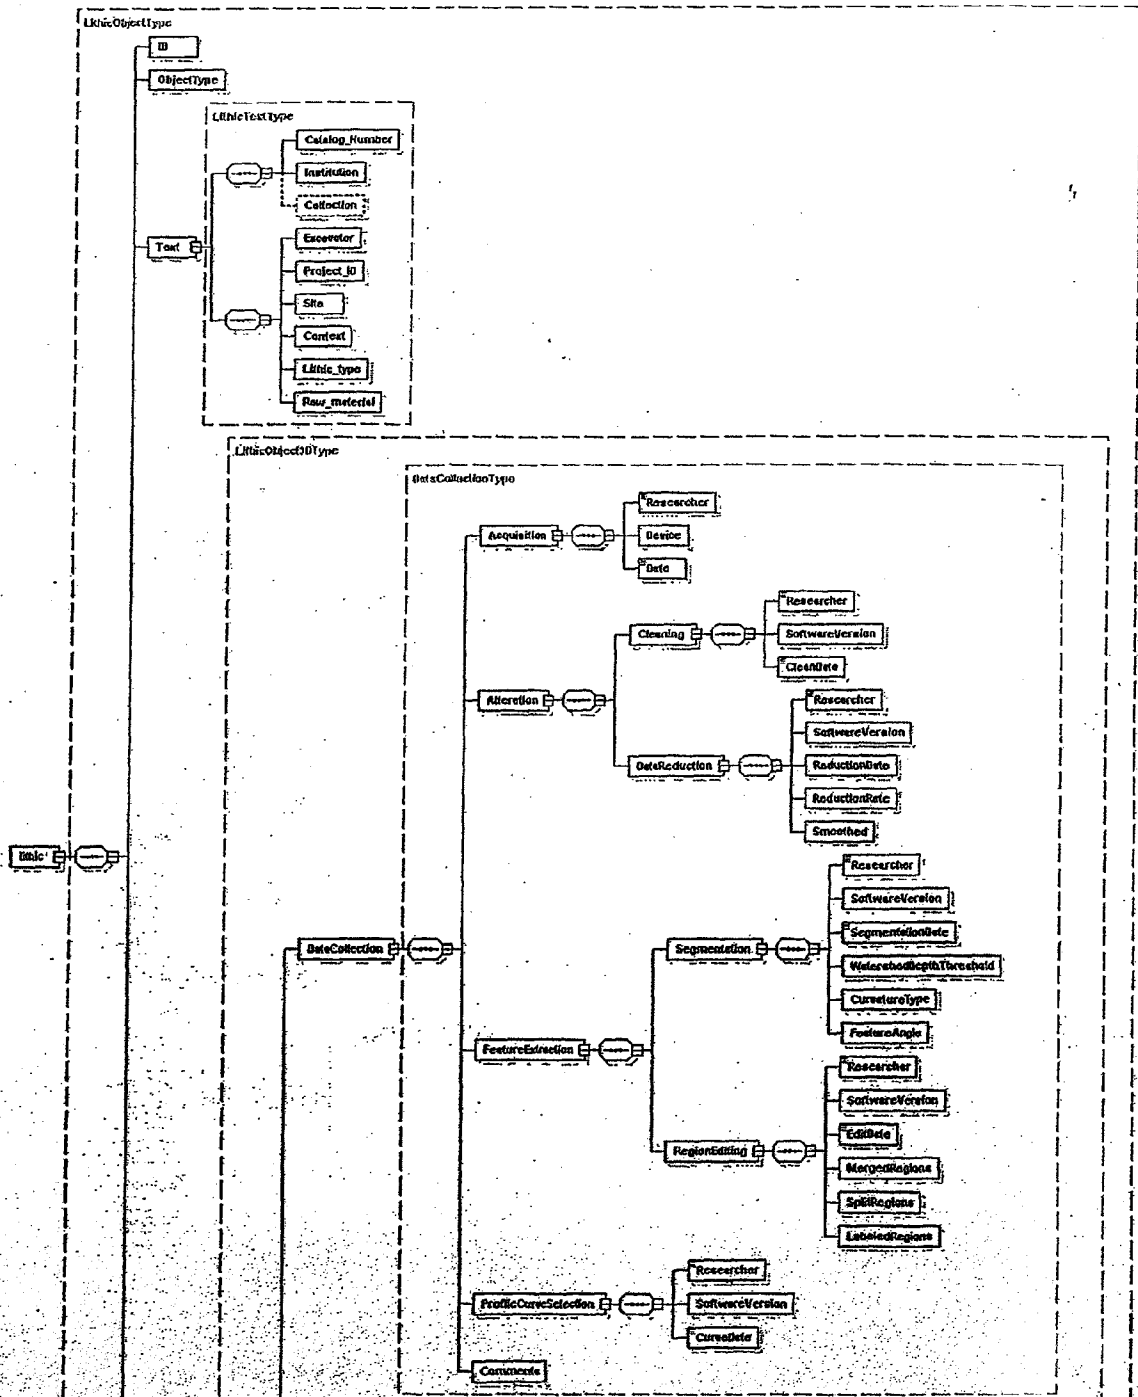 LithicObjectType
ID
ObjectType
LithicTextType
Catalog_Number
Institution
Collection
Text
Excavator
Project_ID
Site
Context
Lithic_type
Raw_material
LithicObject3DType
DataCollectionType
Researcher
Acquisition
Device
Date
Researcher
Cleaning
SoftwareVersion
CleanDate
Alteration
Researcher
SoftwareVersion
DataReduction
ReductionDate
ReductionRate
Smoothed
lithic
Researcher
SoftwareVersion
DataCollection
Segmentation
SegmentationDate
WatershedDepthThreshold
CurvatureType
FeatureAngle
FeatureExtraction
Researcher
SoftwareVersion
EditDate
RegionEditing
MergedRegions
SplitRegions
LabeledRegions
Researcher
ProfileCurveSelection
SoftwareVersion
CurveDate
Comments